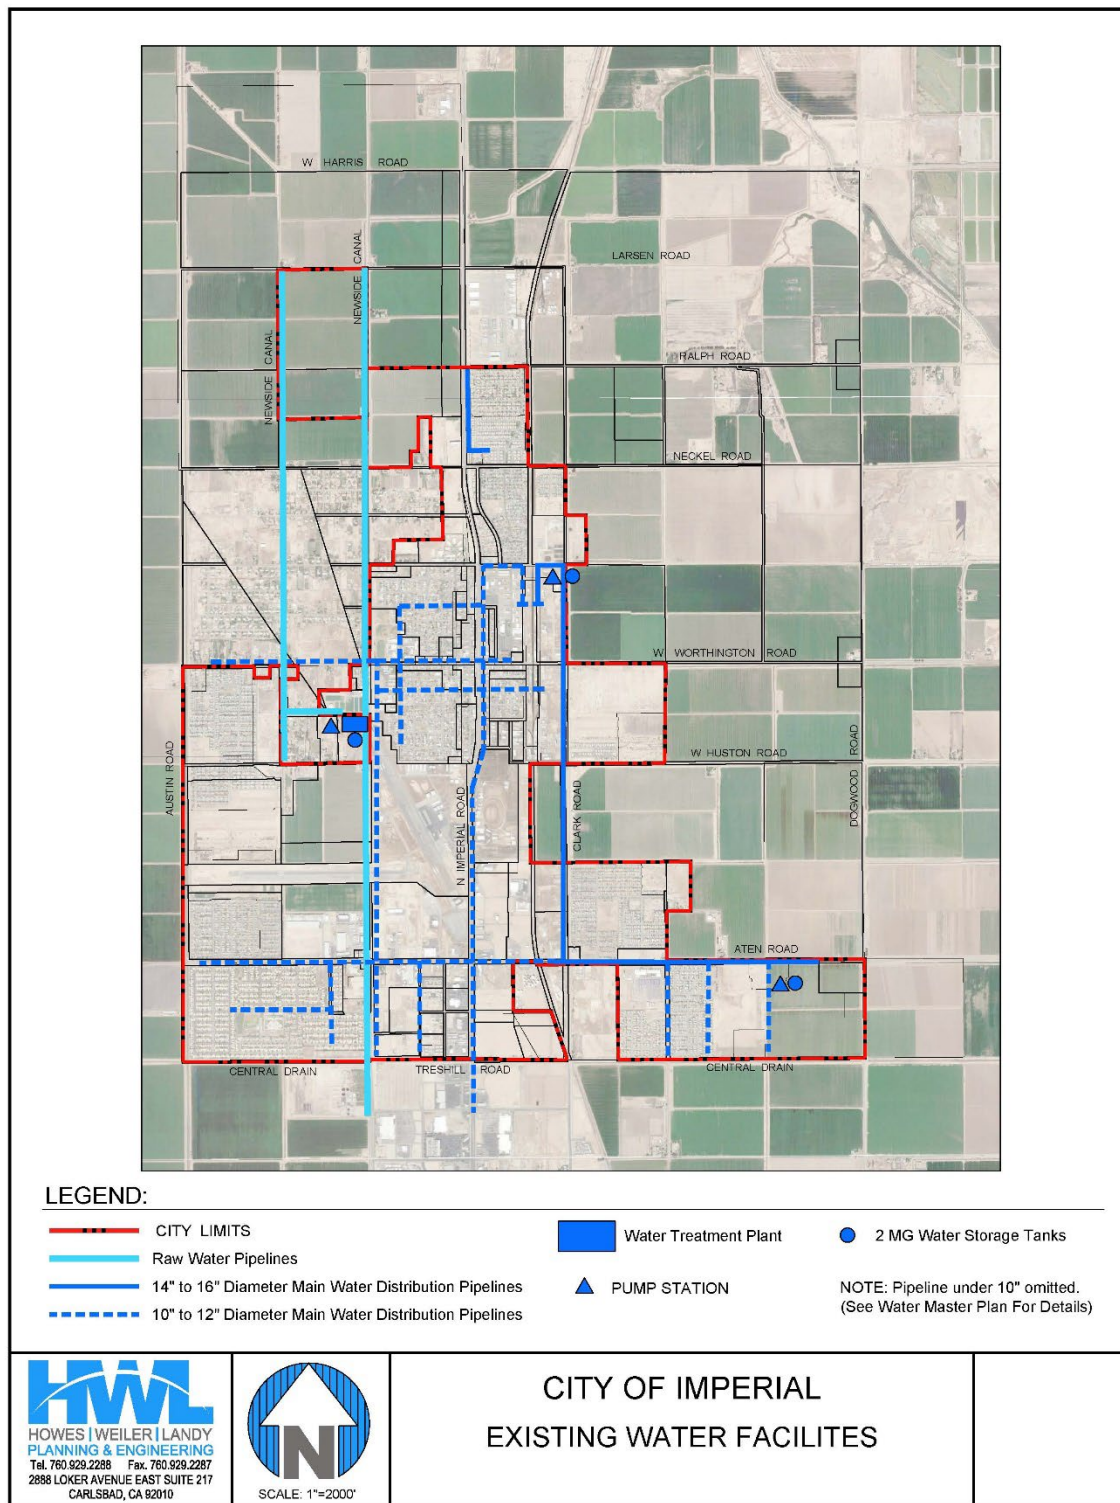 W HARRIS ROAD
NEWSIDE CANAL
LARSEN ROAD
NEWSIDE CANAL
RALPH ROAD
NECKEL ROAD
W WORTHINGTON ROAD
W HUSTON ROAD
AUSTIN ROAD
N IMPERIAL ROAD
CLARK ROAD
DOGWOOD ROAD
ATEN ROAD
CENTRAL DRAIN
TRESHILL ROAD
CENTRAL DRAIN
LEGEND:
CITY LIMITS
Raw Water Pipelines
14" to 16" Diameter Main Water Distribution Pipelines
10" to 12" Diameter Main Water Distribution Pipelines
Water Treatment Plant
PUMP STATION
2 MG Water Storage Tanks
NOTE: Pipeline under 10" omitted.
(See Water Master Plan For Details)
HWL
HOWES | WEILER | LANDY
PLANNING & ENGINEERING
Tel. 760.929.2288 Fax. 760.929.2287
2888 LOKER AVENUE EAST SUITE 217
CARLSBAD, CA 92010
N
SCALE: 1"=2000'
CITY OF IMPERIAL
EXISTING WATER FACILITES